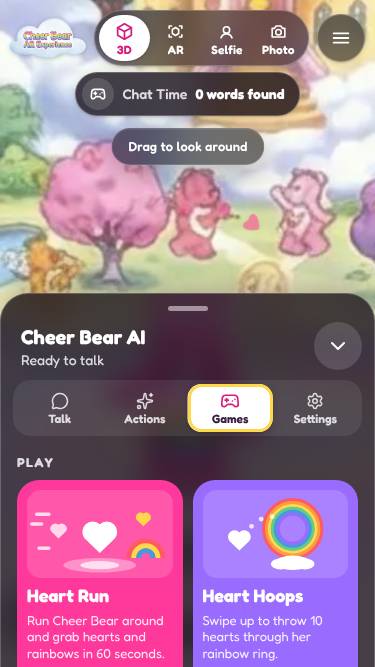 Cheer Bear
AR Experience
3D
AR
Selfie
Photo
Chat Time 0 words found
Drag to look around
Cheer Bear AI
Ready to talk
Talk
Actions
Games
Settings
PLAY
Heart Run
Run Cheer Bear around
and grab hearts and
rainbows in 60 seconds.
Heart Hoops
Swipe up to throw 10
hearts through her
rainbow ring.